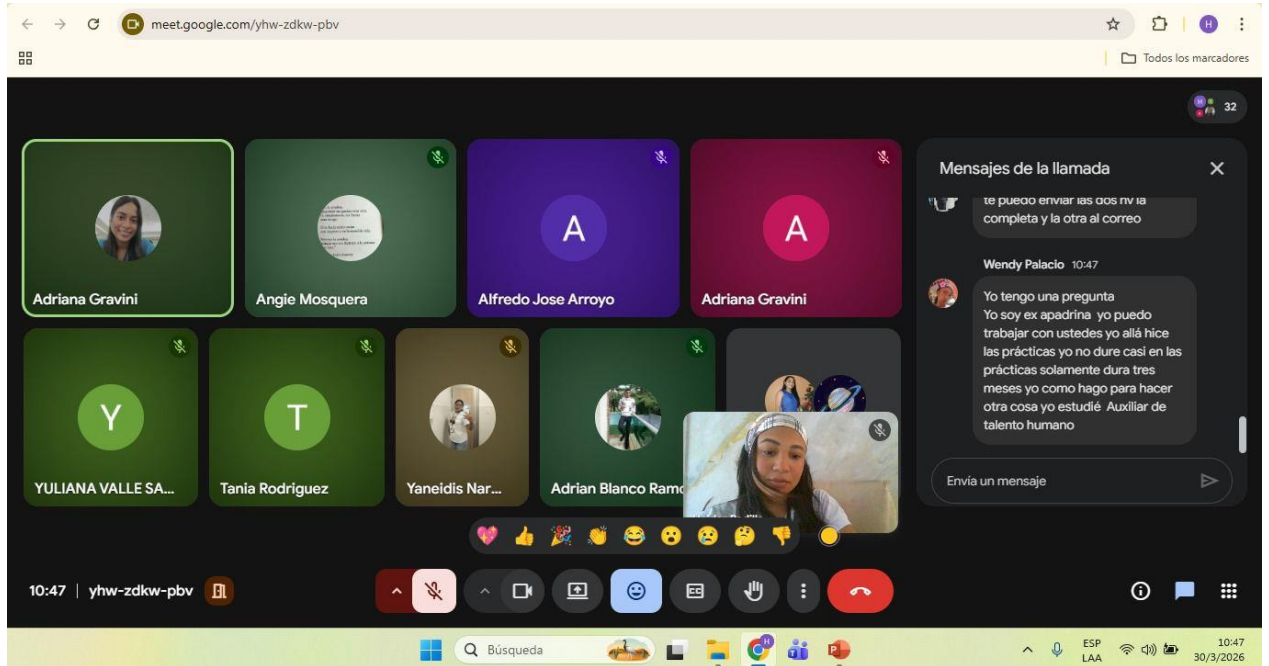 meet.google.com/yhw-zdkw-pbv
H
Todos los marcadores
H
32
Adriana Gravini
Angie Mosquera
A
Alfredo Jose Arroyo
A
Adriana Gravini
Y
YULIANA VALLE SA...
T
Tania Rodriguez
Yaneidis Nar...
Adrian Blanco Ramo
Mensajes de la llamada
te puedo enviar las dos hv la
completa y la otra al correo
Wendy Palacio 10:47
Yo tengo una pregunta
Yo soy ex apadrina yo puedo
trabajar con ustedes yo allá hice
las prácticas yo no dure casi en las
prácticas solamente dura tres
meses yo como hago para hacer
otra cosa yo estudié Auxiliar de
talento humano
Envía un mensaje
10:47 | yhw-zdkw-pbv
CC
Búsqueda
H
ESP
LAA
10:47
30/3/2026